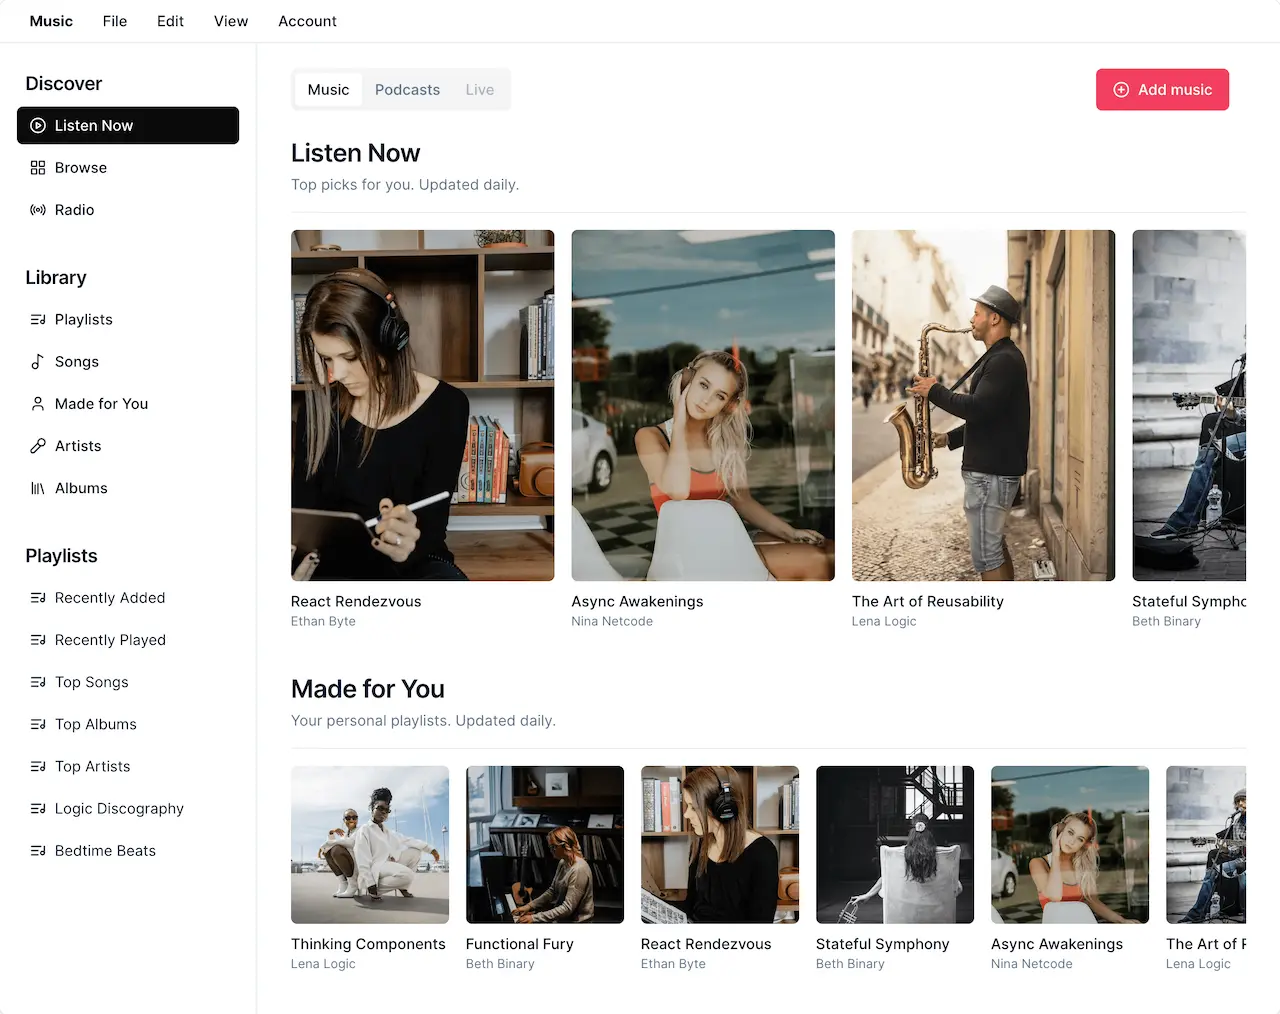 Music File Edit View Account
Discover
Listen Now
Browse
Radio
Library
Playlists
Songs
Made for You
Artists
Albums
Playlists
Recently Added
Recently Played
Top Songs
Top Albums
Top Artists
Logic Discography
Bedtime Beats
Music Podcasts Live
Add music
Listen Now
Top picks for you. Updated daily.
React Rendezvous
Ethan Byte
Async Awakenings
Nina Netcode
The Art of Reusability
Lena Logic
Stateful Sympho
Beth Binary
Made for You
Your personal playlists. Updated daily.
Thinking Components
Lena Logic
Functional Fury
Beth Binary
React Rendezvous
Ethan Byte
Stateful Symphony
Beth Binary
Async Awakenings
Nina Netcode
The Art of
Lena Logic